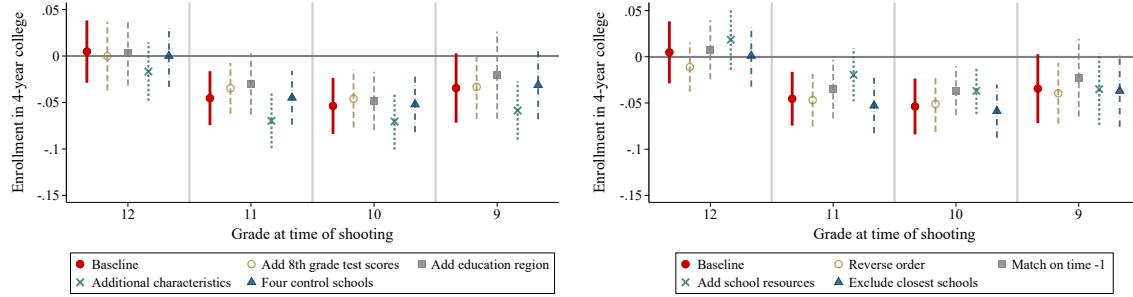 Enrollment in 4-year college
.05
0
-.05
-.1
-.15
12
11
10
9
Grade at time of shooting
Baseline
Add 8th grade test scores
Add education region
Additional characteristics
Four control schools
Enrollment in 4-year college
.05
0
-.05
-.1
-.15
12
11
10
9
Grade at time of shooting
Baseline
Reverse order
Match on time -1
Add school resources
Exclude closest schools